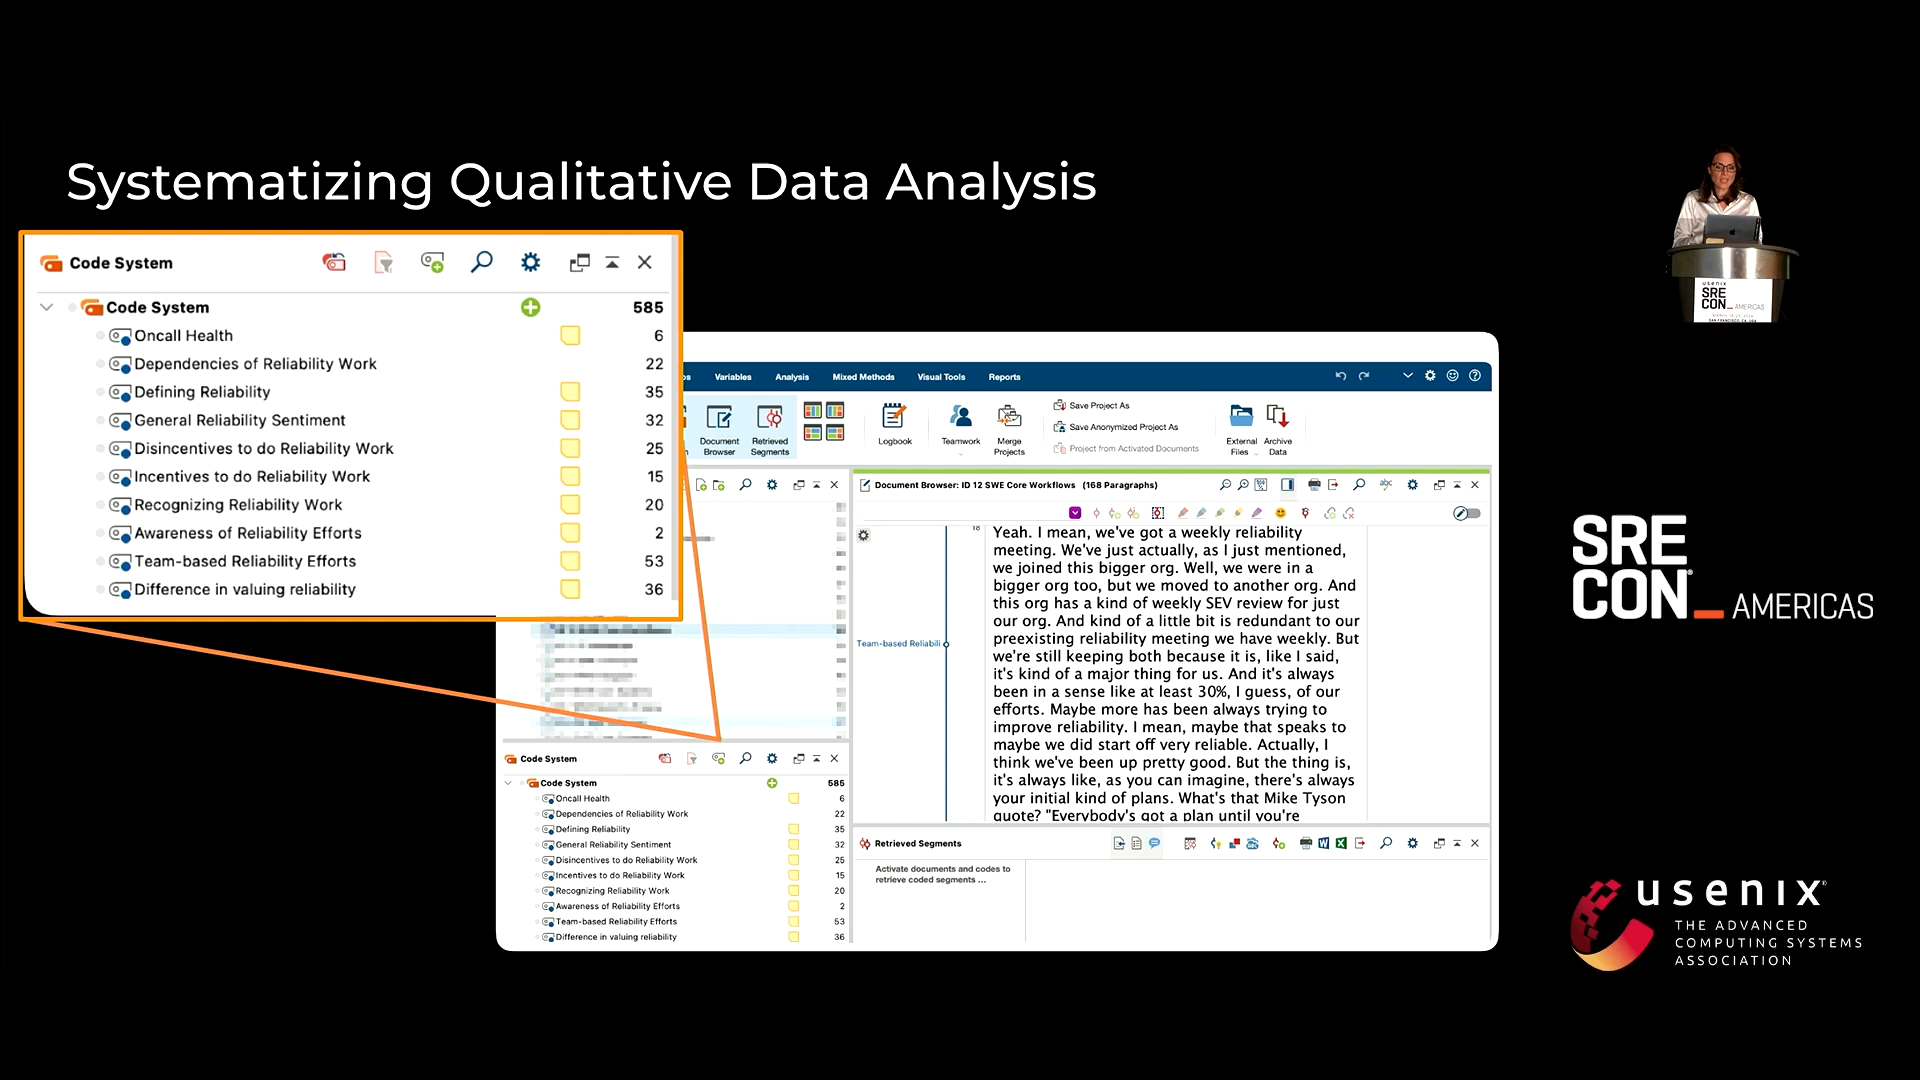 Systematizing Qualitative Data Analysis
Code System
Code System 585
Oncall Health 6
Dependencies of Reliability Work 22
Defining Reliability 35
General Reliability Sentiment 32
Disincentives to do Reliability Work 25
Incentives to do Reliability Work 15
Recognizing Reliability Work 20
Awareness of Reliability Efforts 2
Team-based Reliability Efforts 53
Difference in valuing reliability 36
Variables Analysis Mixed Methods Visual Tools Reports
Document Browser
Retrieved Segments
Logbook
Teamwork
Merge Projects
Save Project As
Save Anonymized Project As
Project from Activated Documents
External Files
Archive Data
Document Browser: ID 12 SWE Core Workflows (168 Paragraphs)
18
Yeah. I mean, we've got a weekly reliability
meeting. We've just actually, as I just mentioned,
we joined this bigger org. Well, we were in a
bigger org too, but we moved to another org. And
this org has a kind of weekly SEV review for just
our org. And kind of a little bit is redundant to our
preexisting reliability meeting we have weekly. But
we're still keeping both because it is, like I said,
it's kind of a major thing for us. And it's always
been in a sense like at least 30%, I guess, of our
efforts. Maybe more has been always trying to
improve reliability. I mean, maybe that speaks to
maybe we did start off very reliable. Actually, I
think we've been up pretty good. But the thing is,
it's always like, as you can imagine, there's always
your initial kind of plans. What's that Mike Tyson
quote? "Everybody's got a plan until you're
Team-based Reliabili
Code System
Code System 585
Oncall Health 6
Dependencies of Reliability Work 22
Defining Reliability 35
General Reliability Sentiment 32
Disincentives to do Reliability Work 25
Incentives to do Reliability Work 15
Recognizing Reliability Work 20
Awareness of Reliability Efforts 2
Team-based Reliability Efforts 53
Difference in valuing reliability 36
Retrieved Segments
Activate documents and codes to
retrieve coded segments ...
usenix
SRE
CON AMERICAS
SRE
CON AMERICAS
usenix
THE ADVANCED
COMPUTING SYSTEMS
ASSOCIATION